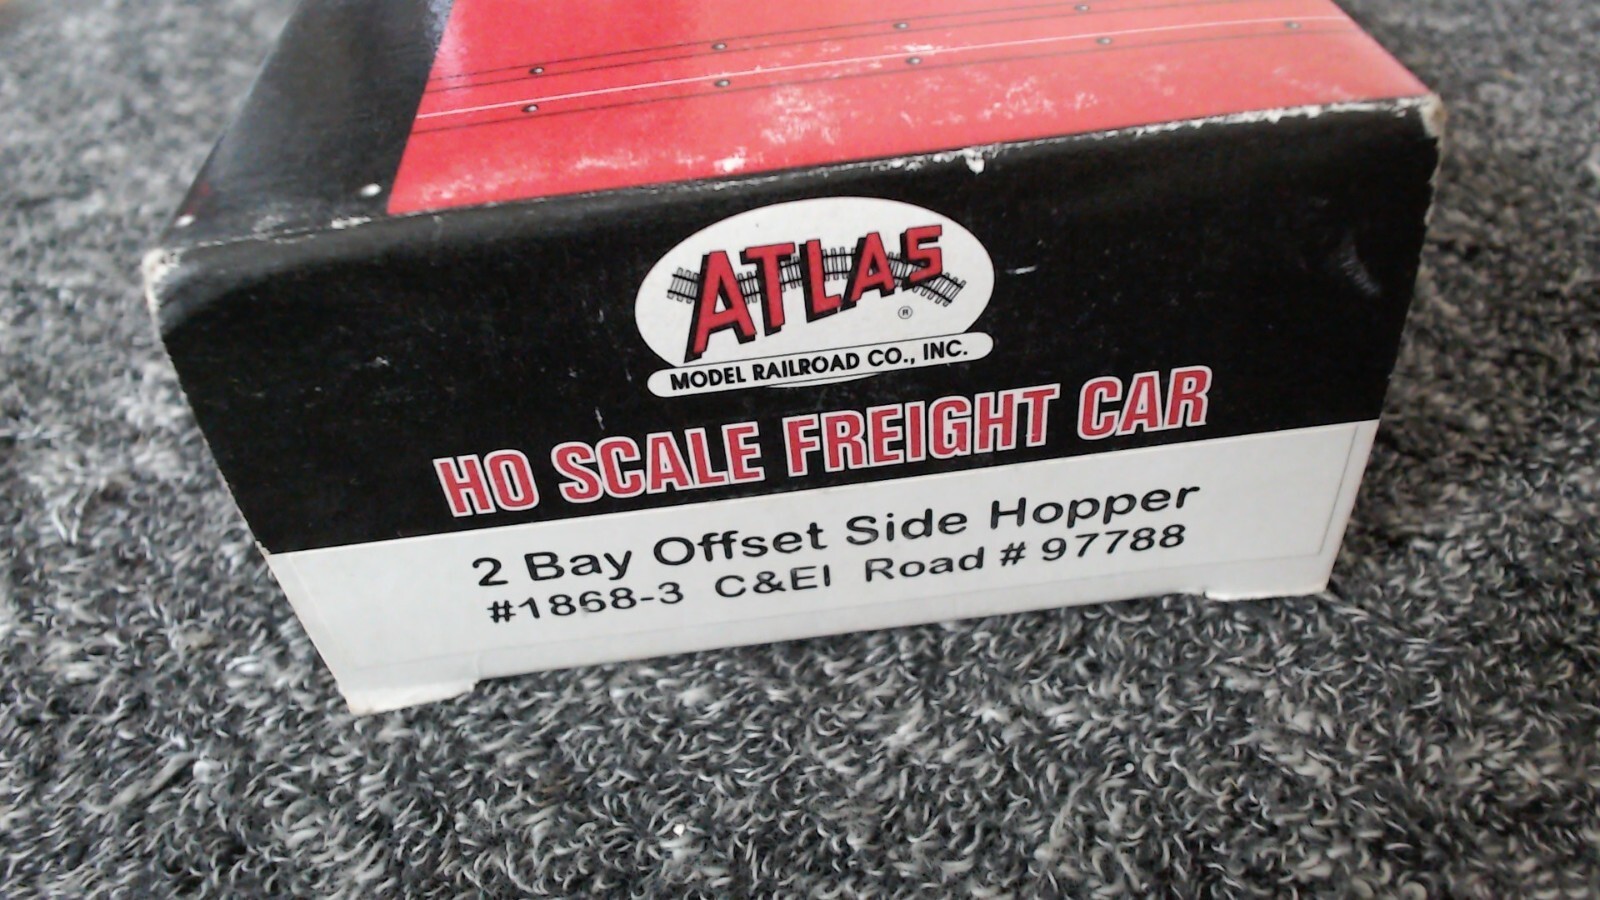 ATLAS
®
MODEL RAILROAD CO., INC.
HO SCALE FREIGHT CAR
2 Bay Offset Side Hopper
#1868-3 C&EI Road # 97788